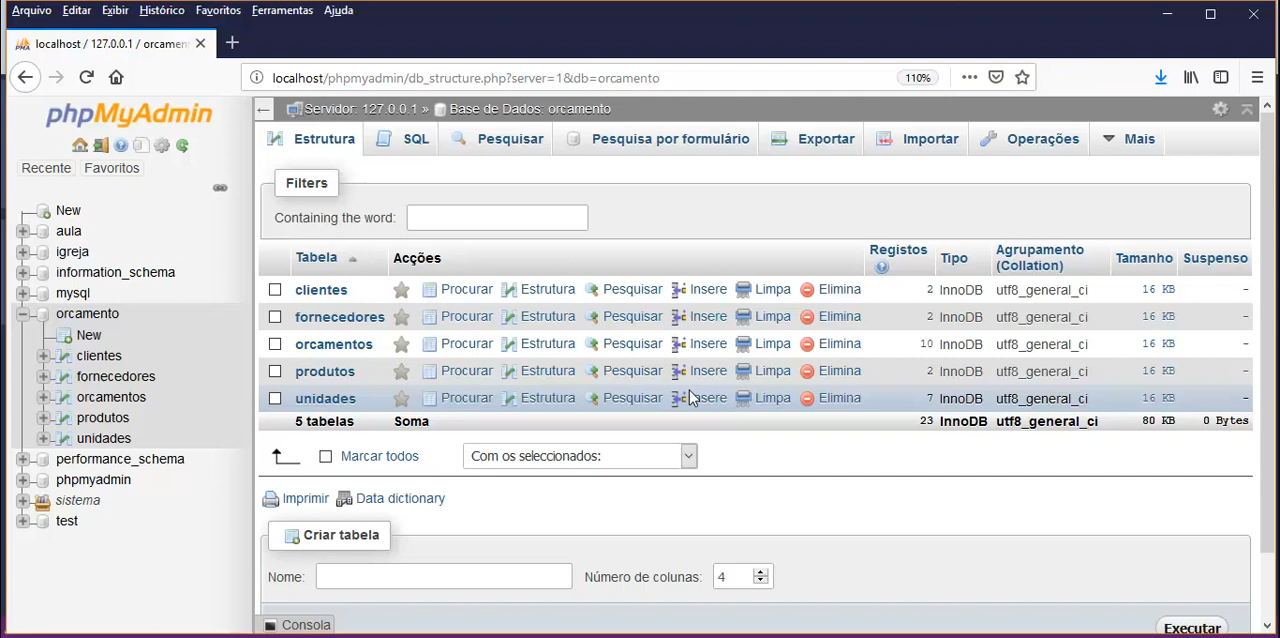 Arquivo Editar Exibir Histórico Favoritos Ferramentas Ajuda
localhost / 127.0.0.1 / orcamen
localhost/phpmyadmin/db_structure.php?server=1&db=orcamento 110%
phpMyAdmin
Recente Favoritos
New
aula
igreja
information_schema
mysql
orcamento
New
clientes
fornecedores
orcamentos
produtos
unidades
performance_schema
phpmyadmin
sistema
test
Servidor: 127.0.0.1 » Base de Dados: orcamento
Estrutura SQL Pesquisar Pesquisa por formulário Exportar Importar Operações Mais
Filters
Containing the word:
Tabela Acções Registos Tipo Agrupamento (Collation) Tamanho Suspenso
clientes Procurar Estrutura Pesquisar Insere Limpa Elimina 2 InnoDB utf8_general_ci 16 KB -
fornecedores Procurar Estrutura Pesquisar Insere Limpa Elimina 2 InnoDB utf8_general_ci 16 KB -
orcamentos Procurar Estrutura Pesquisar Insere Limpa Elimina 10 InnoDB utf8_general_ci 16 KB -
produtos Procurar Estrutura Pesquisar Insere Limpa Elimina 2 InnoDB utf8_general_ci 16 KB -
unidades Procurar Estrutura Pesquisar Insere Limpa Elimina 7 InnoDB utf8_general_ci 16 KB -
5 tabelas Soma 23 InnoDB utf8_general_ci 80 KB 0 Bytes
Marcar todos Com os seleccionados:
Imprimir Data dictionary
Criar tabela
Nome: Número de colunas: 4
Consola Executar